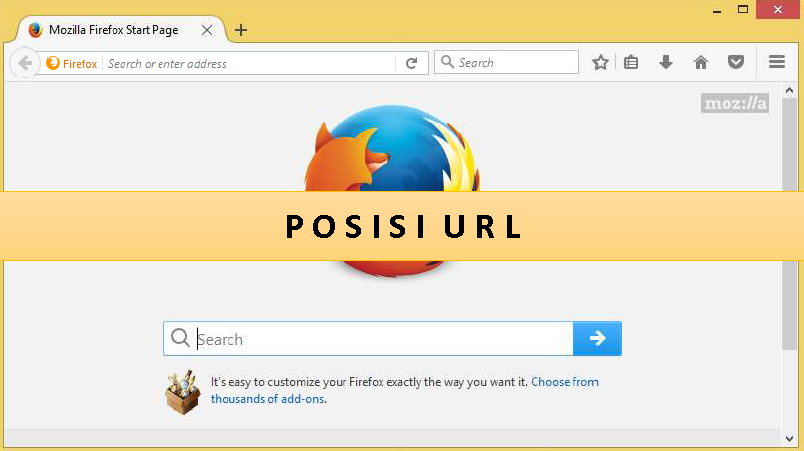 Mozilla Firefox Start Page
Firefox Search or enter address
Search
moz://a
POSISI URL
Search
It's easy to customize your Firefox exactly the way you want it. Choose from
thousands of add-ons.